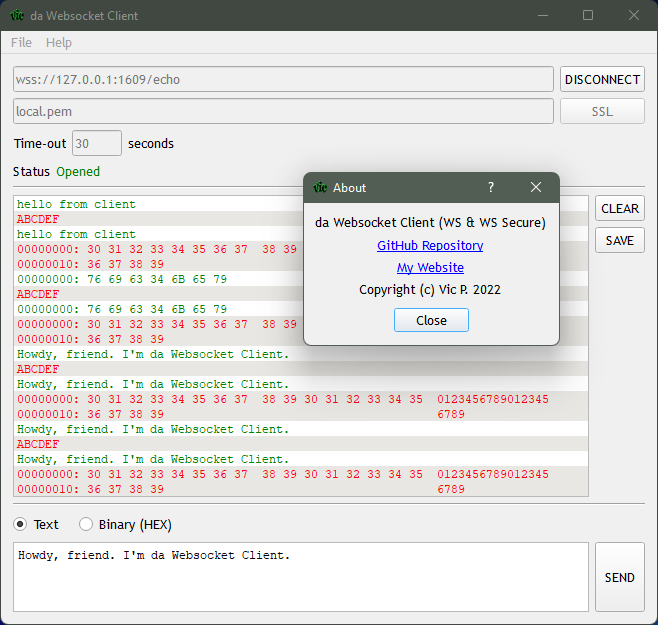 vic da Websocket Client
File Help
wss://127.0.0.1:1609/echo DISCONNECT
local.pem SSL
Time-out 30 seconds
Status Opened
hello from client
ABCDEF
hello from client
00000000: 30 31 32 33 34 35 36 37 38 39
00000010: 36 37 38 39
00000000: 76 69 63 34 6B 65 79
ABCDEF
00000000: 76 69 63 34 6B 65 79
00000000: 30 31 32 33 34 35 36 37 38 39
00000010: 36 37 38 39
Howdy, friend. I'm da Websocket Client.
ABCDEF
Howdy, friend. I'm da Websocket Client.
00000000: 30 31 32 33 34 35 36 37 38 39 30 31 32 33 34 35 0123456789012345
00000010: 36 37 38 39 6789
Howdy, friend. I'm da Websocket Client.
ABCDEF
Howdy, friend. I'm da Websocket Client.
00000000: 30 31 32 33 34 35 36 37 38 39 30 31 32 33 34 35 0123456789012345
00000010: 36 37 38 39 6789
CLEAR
SAVE
vic About ?
da Websocket Client (WS & WS Secure)
GitHub Repository
My Website
Copyright (c) Vic P. 2022
Close
Text Binary (HEX)
Howdy, friend. I'm da Websocket Client.
SEND